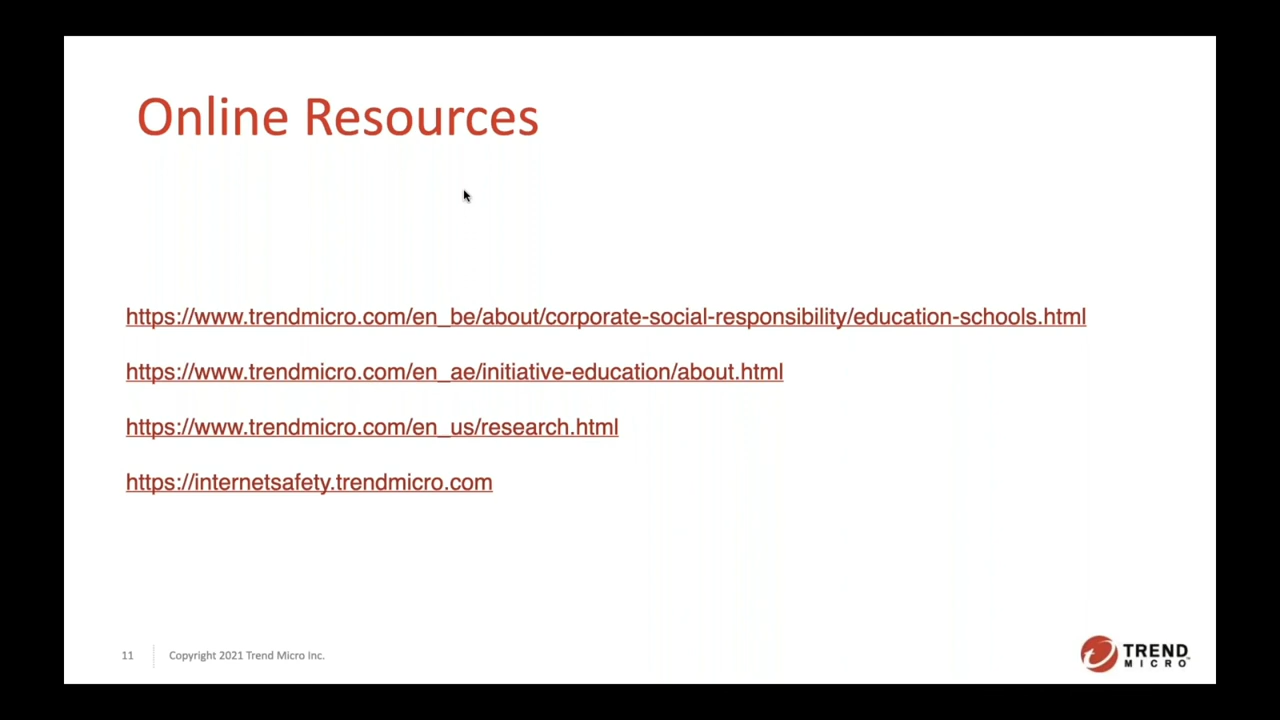 Online Resources
https://www.trendmicro.com/en_be/about/corporate-social-responsibility/education-schools.html
https://www.trendmicro.com/en_ae/initiative-education/about.html
https://www.trendmicro.com/en_us/research.html
https://internetsafety.trendmicro.com
11
Copyright 2021 Trend Micro Inc.
TREND
MICRO